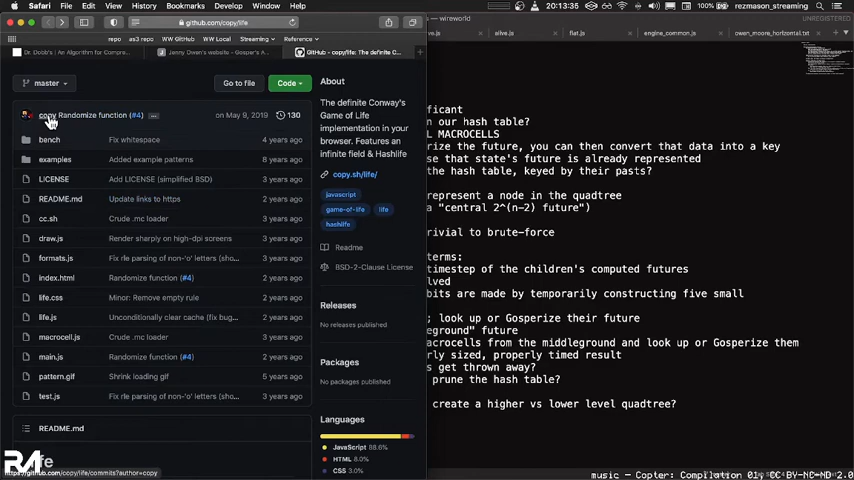 Safari File Edit View History Bookmarks Develop Window Help
20:13:35
100% rezmason_streaming
github.com/copy/life
— wireworld
UNREGISTERED
repo as3 repo WW GitHub WW Digital Stream Video Reference
Dr. Dobb's | An Algorithm for Compre...
Jenny Owen's website - Gosper's A...
GitHub - copy/life: The definitive C...
alive.js
flat.js
engine_common.js
owen_moore_horizontal.txt
master
Go to file
Code
copy Randomize function (#4) ...
on May 9, 2019
130
bench Fix whitespace 4 years ago
examples Added example patterns 8 years ago
LICENSE Add LICENSE (simplified BSD) 3 years ago
README.md Update links to https 2 years ago
cc.sh Crude .mc loader 3 years ago
draw.js Render sharply on high-dpi screens 3 years ago
formats.js Fix rle parsing of non-'o' letters (sho... 3 years ago
index.html Randomize function (#4) 2 years ago
life.css Minor: Remove empty rule 2 years ago
life.js Unconditionally clear cache (fix bug... 2 years ago
macrocell.js Crude .mc loader 3 years ago
main.js Randomize function (#4) 2 years ago
pattern.gif Shrink loading gif 5 years ago
test.js Fix rle parsing of non-'o' letters (sho... 3 years ago
README.md
About
The definite Conway's
Game of Life
implementation in your
browser. Features an
infinite field & Hashlife
copy.sh/life/
javascript
game-of-life life
hashlife
Readme
BSD-2-Clause License
Releases
No releases published
Packages
No packages published
Languages
JavaScript 88.6%
HTML 8.0%
CSS 3.0%
https://github.com/copy/life/commits?author=copy
ficant
n our hash table?
L MACROCELLS
rize the future, you can then convert that data into a key
se that state's future is already represented
the hash table, keyed by their pasts?
represent a node in the quadtree
a "central 2^(n-2) future")
trivial to brute-force
terms:
timestep of the children's computed futures
lved
bits are made by temporarily constructing five small
look up or Gosperize their future
eground" future
acrocells from the middleground and look up or Gosperize them
rly sized, properly timed result
s get thrown away?
prune the hash table?
create a higher vs lower level quadtree?
music - Copter: Compilation 01, CC BY-NC-ND 2.0